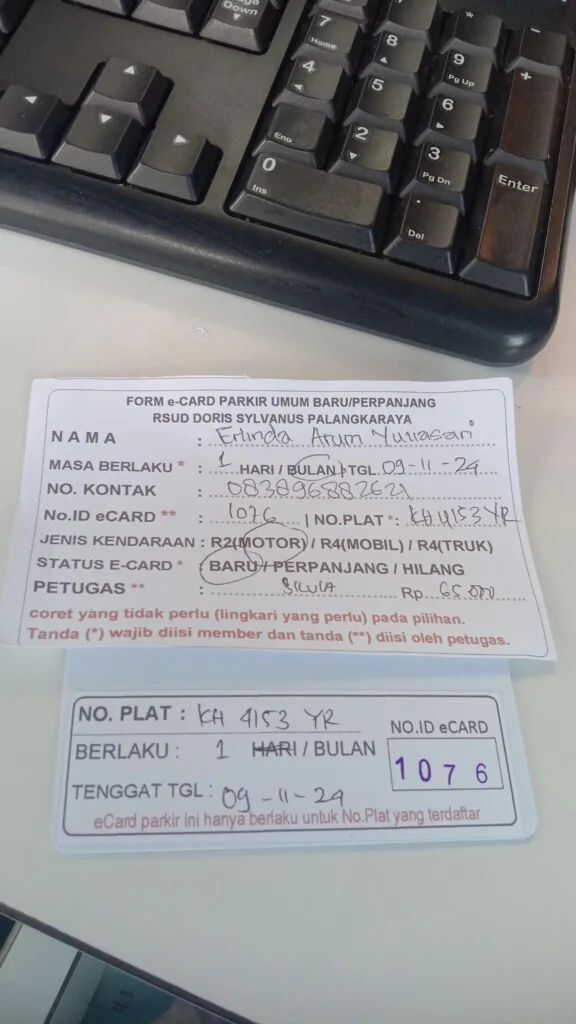 Page
Down
7
Home
8
9
Pg Up
*
-
+
4
5
6
End
2
3
Pg Dn
0
Ins
.
Del
Enter
FORM e-CARD PARKIR UMUM BARU/PERPANJANG
RSUD DORIS SYLVANUS PALANGKARAYA
NAMA : Erlinda Arum Yuliasari
MASA BERLAKU * : 1 HARI / BULAN / TGL. 09-11-24
NO. KONTAK : 083896882621
No.ID eCARD ** : 1076 | NO.PLAT *: KH 4153 YR
JENIS KENDARAAN : R2(MOTOR) / R4(MOBIL) / R4(TRUK)
STATUS E-CARD * : BARU / PERPANJANG / HILANG
PETUGAS ** : SILVIA Rp. 65.000
coret yang tidak perlu (lingkari yang perlu) pada pilihan.
Tanda (*) wajib diisi member dan tanda (**) diisi oleh petugas.
NO. PLAT : KH 4153 YR
NO.ID eCARD
BERLAKU : 1 HARI / BULAN
1076
TENGGAT TGL : 09-11-24
eCard parkir ini hanya berlaku untuk No.Plat yang terdaftar